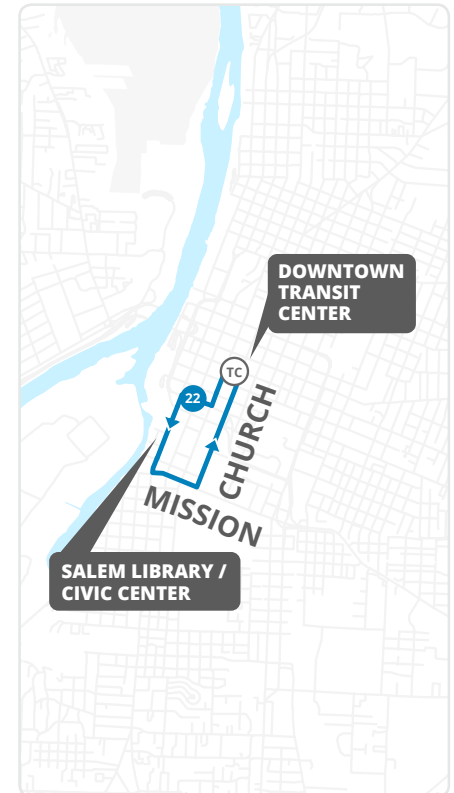 DOWNTOWN
TRANSIT
CENTER
TC
22
CHURCH
MISSION
SALEM LIBRARY /
CIVIC CENTER